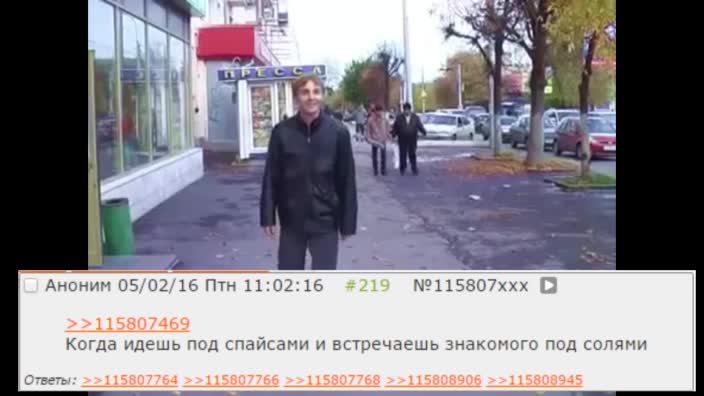 ПРЕССА
Аноним 05/02/16 Птн 11:02:16 #219 №115807xxx
>>115807469
Когда идешь под спайсами и встречаешь знакомого под солями
Ответы: >>115807764 >>115807766 >>115807768 >>115808906 >>115808945